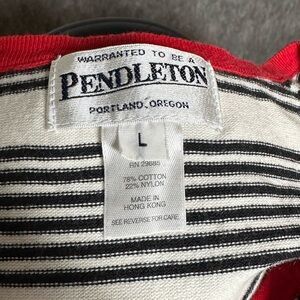 WARRANTED TO BE A
PENDLETON
PORTLAND, OREGON
L
RN 29685
78% COTTON
22% NYLON
MADE IN
HONG KONG
SEE REVERSE FOR CARE